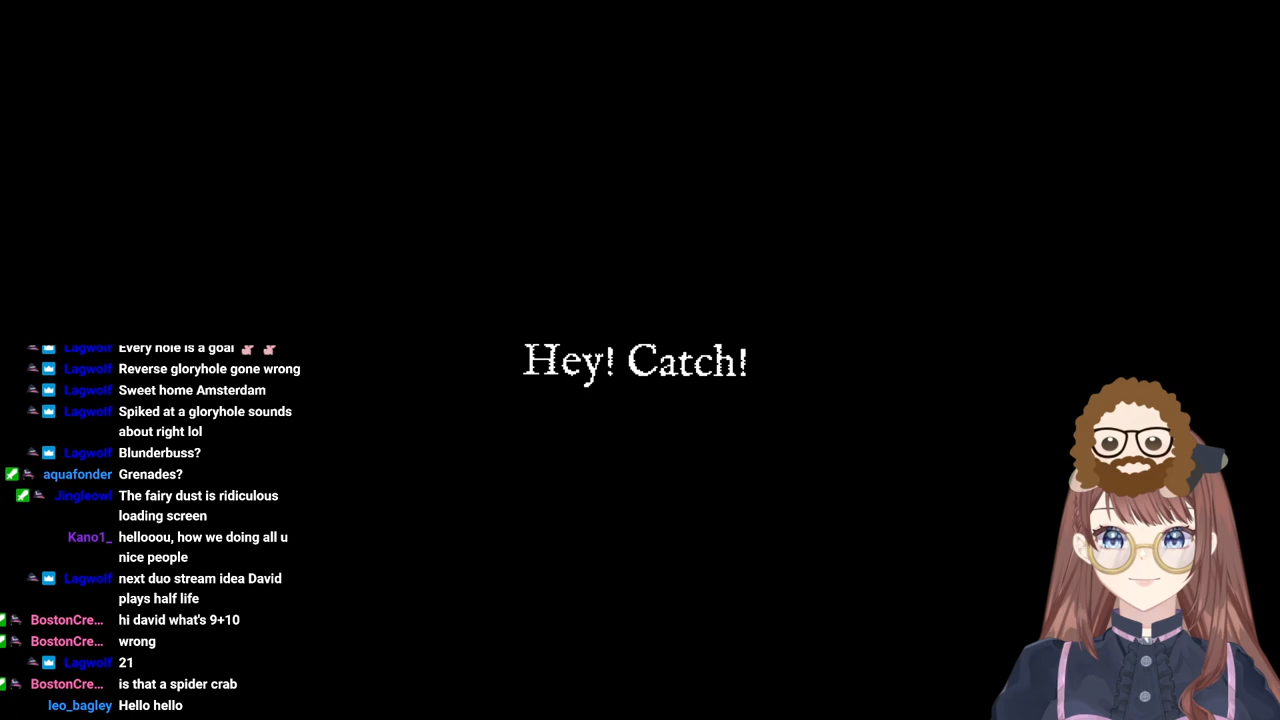 Lagwolf Every hole is a goal
Lagwolf Reverse gloryhole gone wrong
Lagwolf Sweet home Amsterdam
Lagwolf Spiked at a gloryhole sounds
about right lol
Lagwolf Blunderbuss?
aquafonder Grenades?
Jingleowl The fairy dust is ridiculous
loading screen
Kano1_ hellooou, how we doing all u
nice people
Lagwolf next duo stream idea David
plays half life
BostonCre... hi david what's 9+10
BostonCre... wrong
Lagwolf 21
BostonCre... is that a spider crab
leo_bagley Hello hello
Hey! Catch!